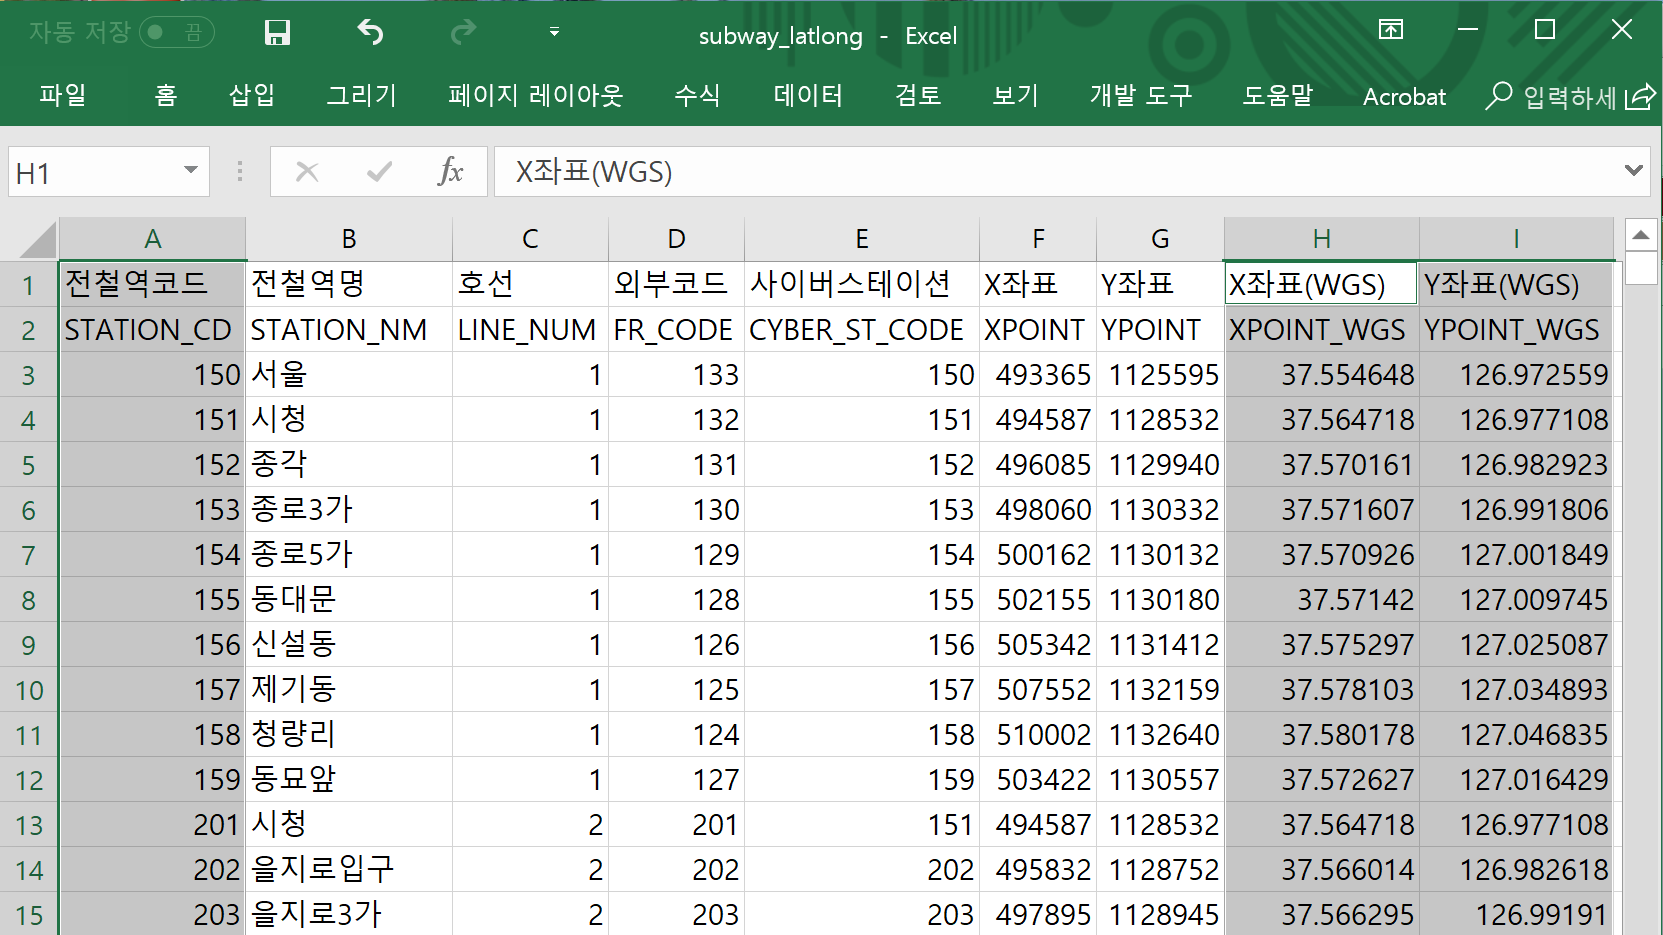 자동 저장 끔 subway_latlong - Excel
파일 홈 삽입 그리기 페이지 레이아웃 수식 데이터 검토 보기 개발 도구 도움말 Acrobat 입력하세
H1 fx X좌표(WGS)
A B C D E F G H I
1 전철역코드 전철역명 호선 외부코드 사이버스테이션 X좌표 Y좌표 X좌표(WGS) Y좌표(WGS)
2 STATION_CD STATION_NM LINE_NUM FR_CODE CYBER_ST_CODE XPOINT YPOINT XPOINT_WGS YPOINT_WGS
3 150 서울 1 133 150 493365 1125595 37.554648 126.972559
4 151 시청 1 132 151 494587 1128532 37.564718 126.977108
5 152 종각 1 131 152 496085 1129940 37.570161 126.982923
6 153 종로3가 1 130 153 498060 1130332 37.571607 126.991806
7 154 종로5가 1 129 154 500162 1130132 37.570926 127.001849
8 155 동대문 1 128 155 502155 1130180 37.57142 127.009745
9 156 신설동 1 126 156 505342 1131412 37.575297 127.025087
10 157 제기동 1 125 157 507552 1132159 37.578103 127.034893
11 158 청량리 1 124 158 510002 1132640 37.580178 127.046835
12 159 동묘앞 1 127 159 503422 1130557 37.572627 127.016429
13 201 시청 2 201 151 494587 1128532 37.564718 126.977108
14 202 을지로입구 2 202 202 495832 1128752 37.566014 126.982618
15 203 을지로3가 2 203 203 497895 1128945 37.566295 126.99191